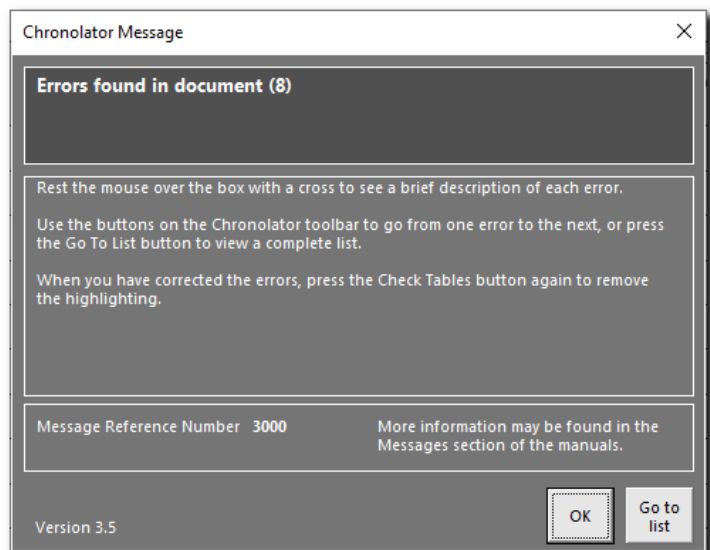 Chronolator Message
Errors found in document (8)
Rest the mouse over the box with a cross to see a brief description of each error.
Use the buttons on the Chronolator toolbar to go from one error to the next, or press
the Go To List button to view a complete list.
When you have corrected the errors, press the Check Tables button again to remove
the highlighting.
Message Reference Number 3000
More information may be found in the
Messages section of the manuals.
Version 3.5
OK
Go to
list